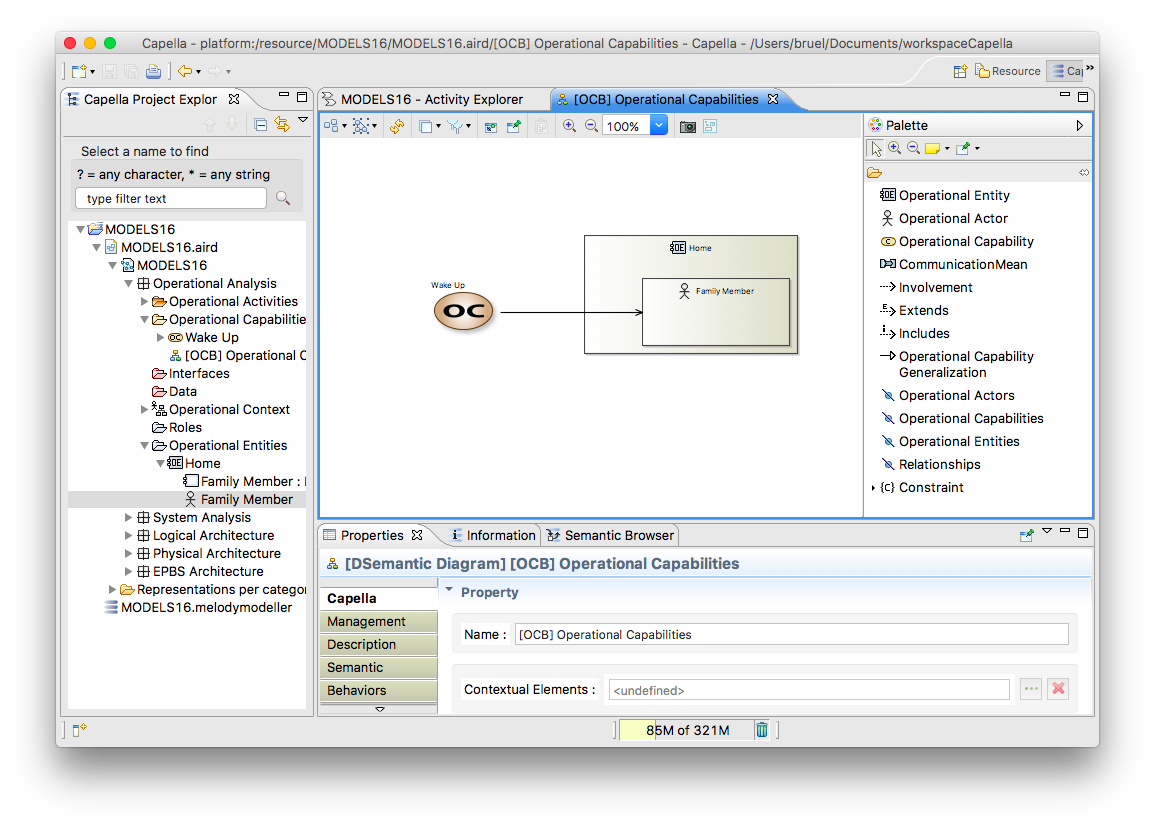 Capella - platform:/resource/MODELS16/MODELS16.aird/[OCB] Operational Capabilities - Capella - /Users/bruel/Documents/workspaceCapella
Resource
Cap
Capella Project Explor
Select a name to find
? = any character, * = any string
type filter text
MODELS16
MODELS16.aird
MODELS16
Operational Analysis
Operational Activities
Operational Capabilitie
OC Wake Up
[OCB] Operational C
Interfaces
Data
Operational Context
Roles
Operational Entities
OE Home
Family Member :
Family Member
System Analysis
Logical Architecture
Physical Architecture
EPBS Architecture
Representations per catego
MODELS16.melodymodeller
MODELS16 - Activity Explorer
[OCB] Operational Capabilities
100%
Wake Up
OC
OE Home
Family Member
Palette
OE Operational Entity
Operational Actor
C Operational Capability
CommunicationMean
Involvement
E Extends
I Includes
Operational Capability
Generalization
Operational Actors
Operational Capabilities
Operational Entities
Relationships
{C} Constraint
Properties
Information
Semantic Browser
[DSemantic Diagram] [OCB] Operational Capabilities
Capella
Management
Description
Semantic
Behaviors
Property
Name :
[OCB] Operational Capabilities
Contextual Elements :
<undefined>
85M of 321M